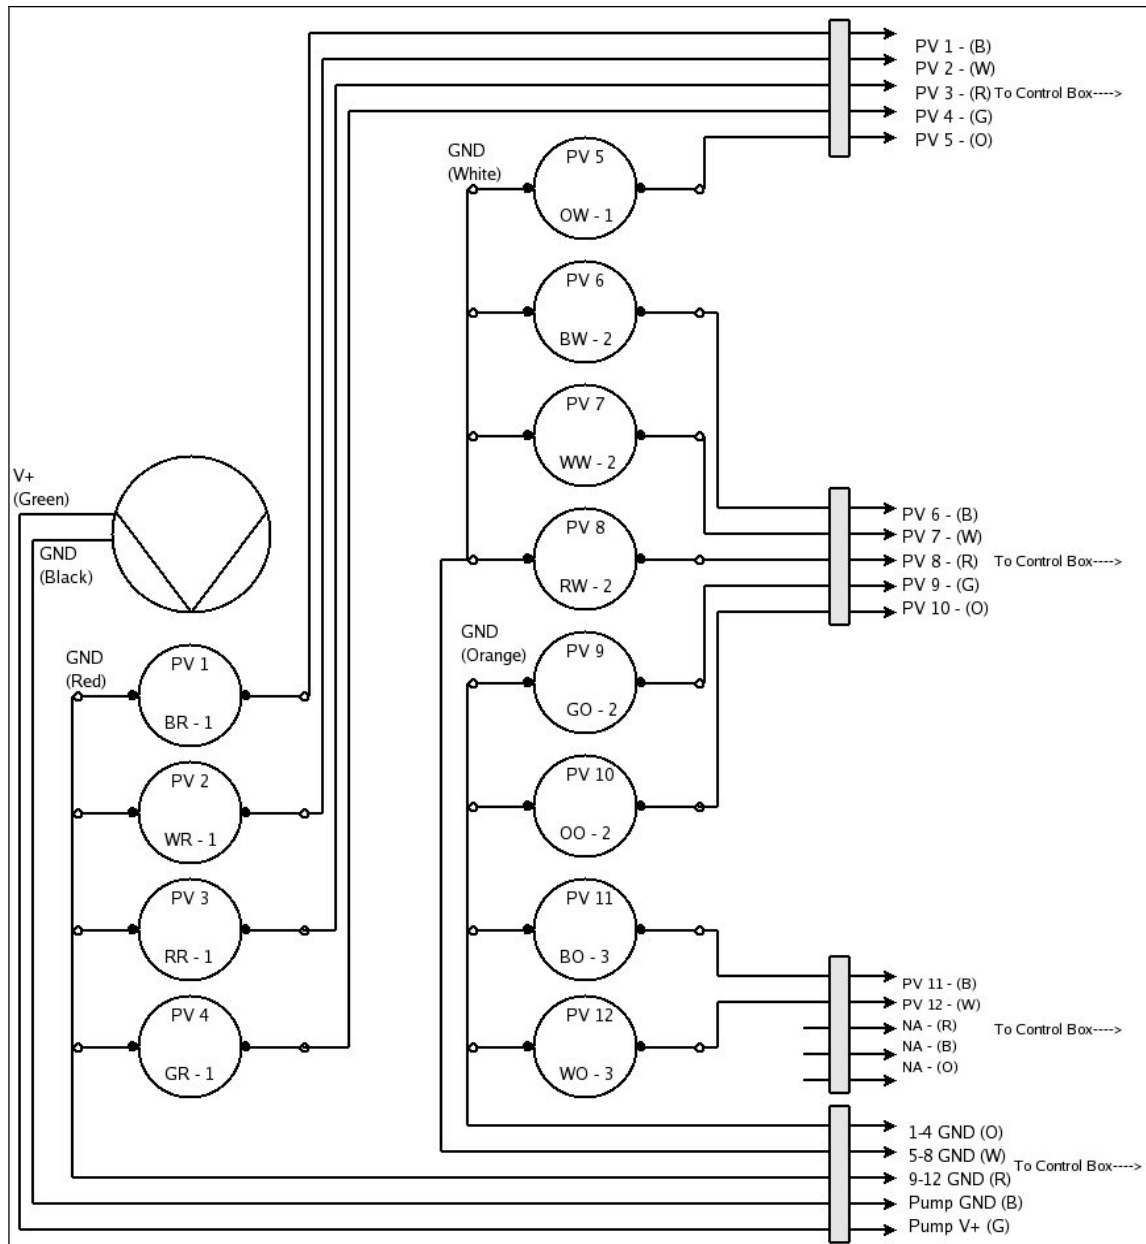 PV 1 - (B)
PV 2 - (W)
PV 3 - (R) To Control Box---->
PV 4 - (G)
PV 5 - (O)
GND
(White)
PV 5
OW - 1
PV 6
BW - 2
PV 7
WW - 2
V+
(Green)
GND
(Black)
PV 8
RW - 2
PV 6 - (B)
PV 7 - (W)
PV 8 - (R) To Control Box---->
PV 9 - (G)
PV 10 - (O)
GND
(Orange)
PV 9
GO - 2
GND
(Red)
PV 1
BR - 1
PV 10
OO - 2
PV 2
WR - 1
PV 3
RR - 1
PV 11
BO - 3
PV 4
GR - 1
PV 12
WO - 3
PV 11 - (B)
PV 12 - (W)
NA - (R) To Control Box---->
NA - (B)
NA - (O)
1-4 GND (O)
5-8 GND (W)
To Control Box---->
9-12 GND (R)
Pump GND (B)
Pump V+ (G)